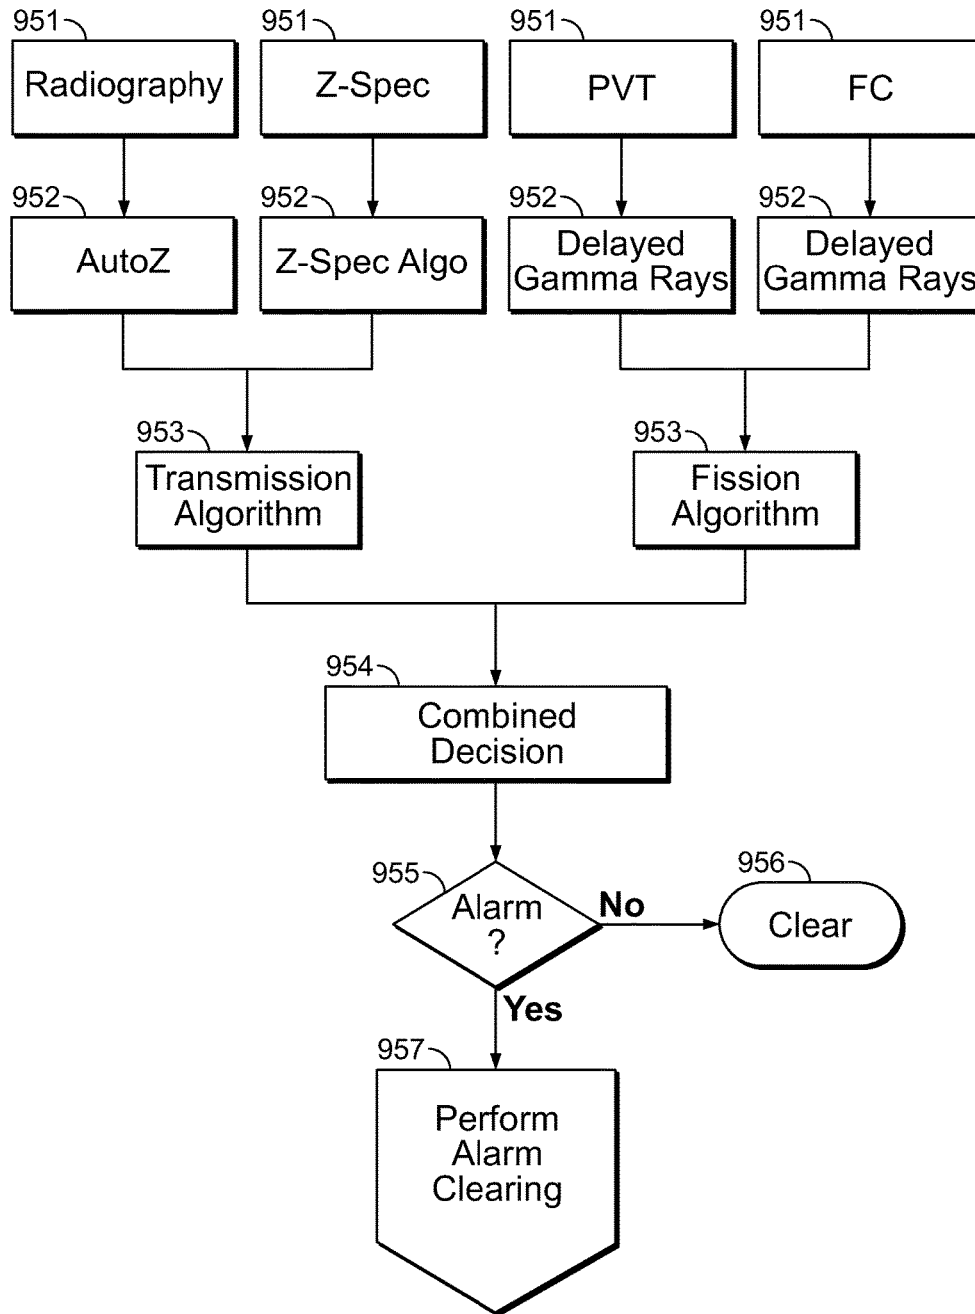 951
951
951
951
Radiography
Z-Spec
PVT
FC
952
952
952
952
AutoZ
Z-Spec Algo
Delayed
Gamma Rays
Delayed
Gamma Rays
953
953
Transmission
Algorithm
Fission
Algorithm
954
Combined
Decision
955
Alarm
?
No
956
Clear
Yes
957
Perform
Alarm
Clearing